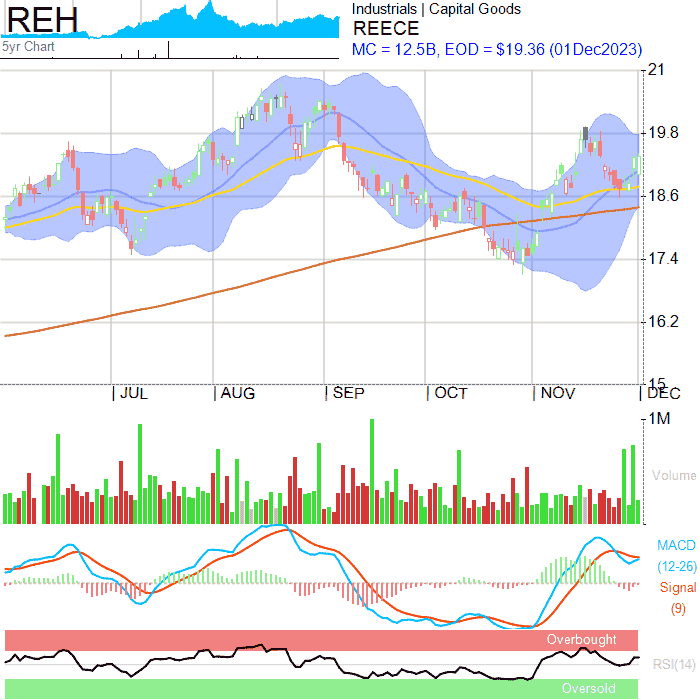 REH
5yr Chart
Industrials | Capital Goods
REECE
MC = 12.5B, EOD = $19.36 (01Dec2023)
21
19.8
18.6
17.4
16.2
15
JUL AUG SEP OCT NOV DEC
1M
Volume
MACD
(12-26)
Signal
(9)
Overbought
RSI(14)
Oversold